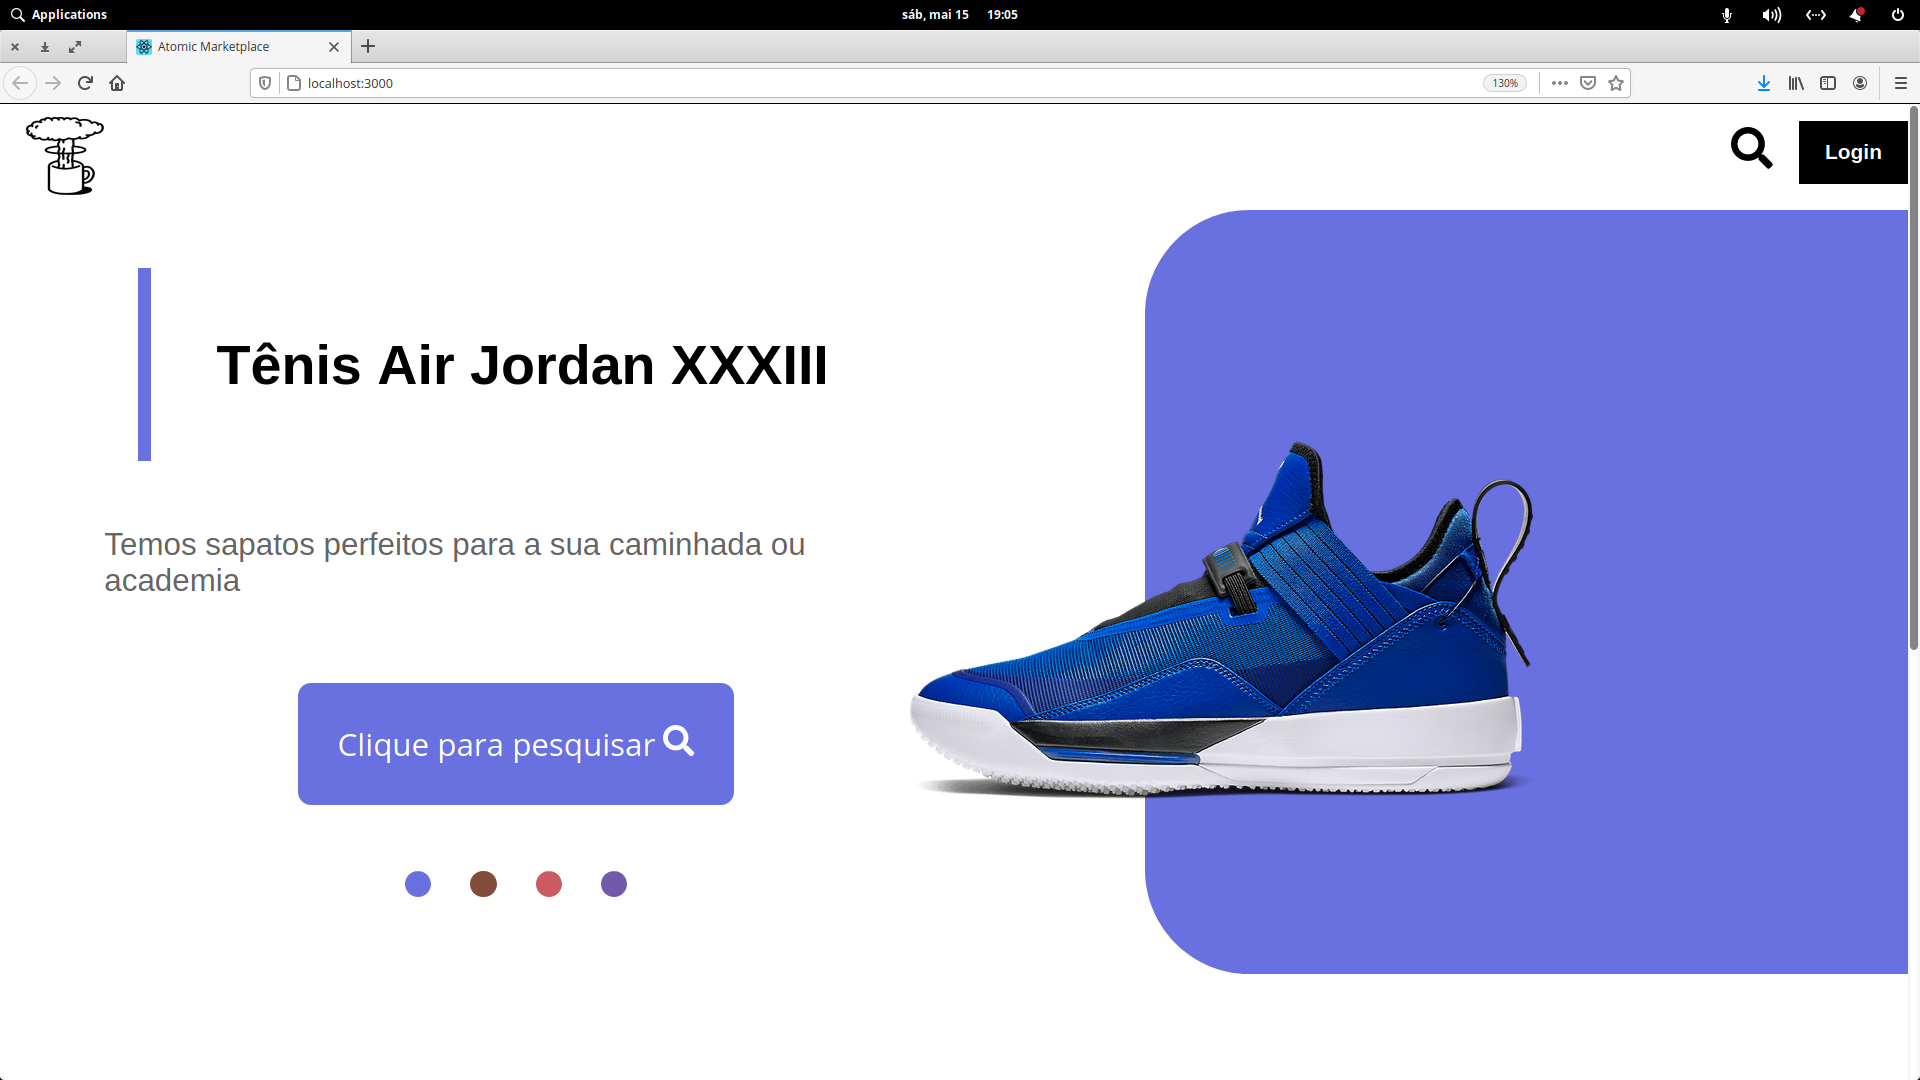 Applications
sáb, mai 15 19:05
Atomic Marketplace
localhost:3000
130%
Login
Tênis Air Jordan XXXIII
Temos sapatos perfeitos para a sua caminhada ou
academia
Clique para pesquisar